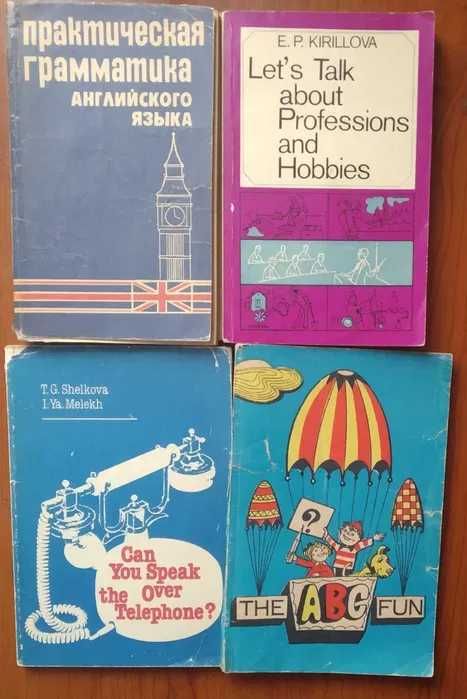 практическая
грамматика
английского
языка
E. P. KIRILLOVA
Let's Talk
about
Professions
and
Hobbies
T. G. Shelkova
I. Ya. Melekh
Can
You Speak
Over
the
Telephone?
?
THE ABC FUN